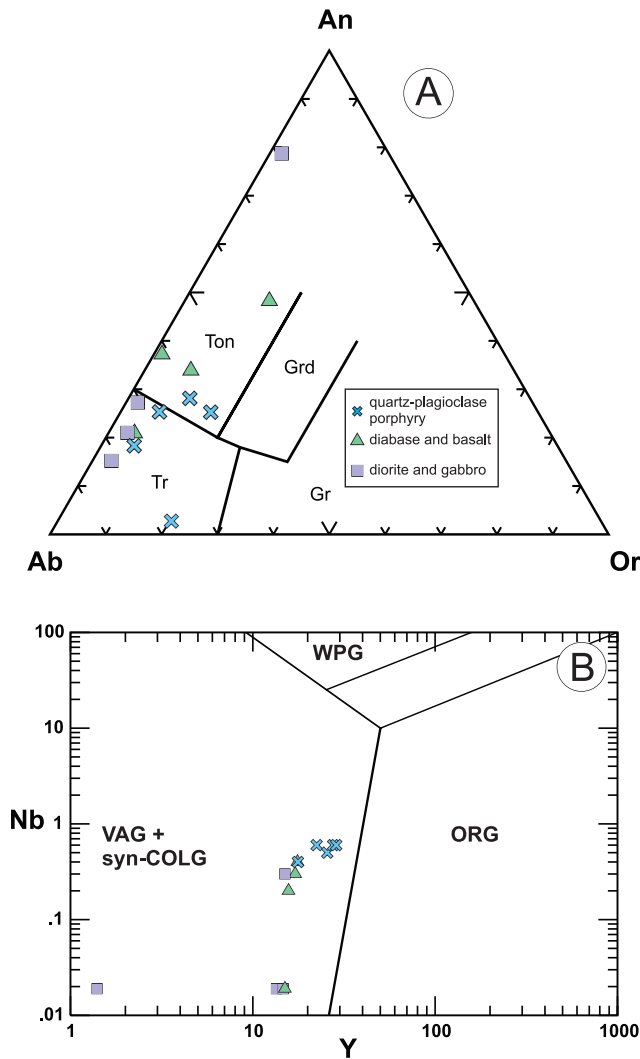 An
A
Ton
Grd
quartz-plagioclase
porphyry
diabase and basalt
diorite and gabbro
Tr
Gr
Ab
Or
100
WPG
B
10
Nb
1
VAG +
syn-COLG
ORG
.1
.01
1
10
100
1000
Y